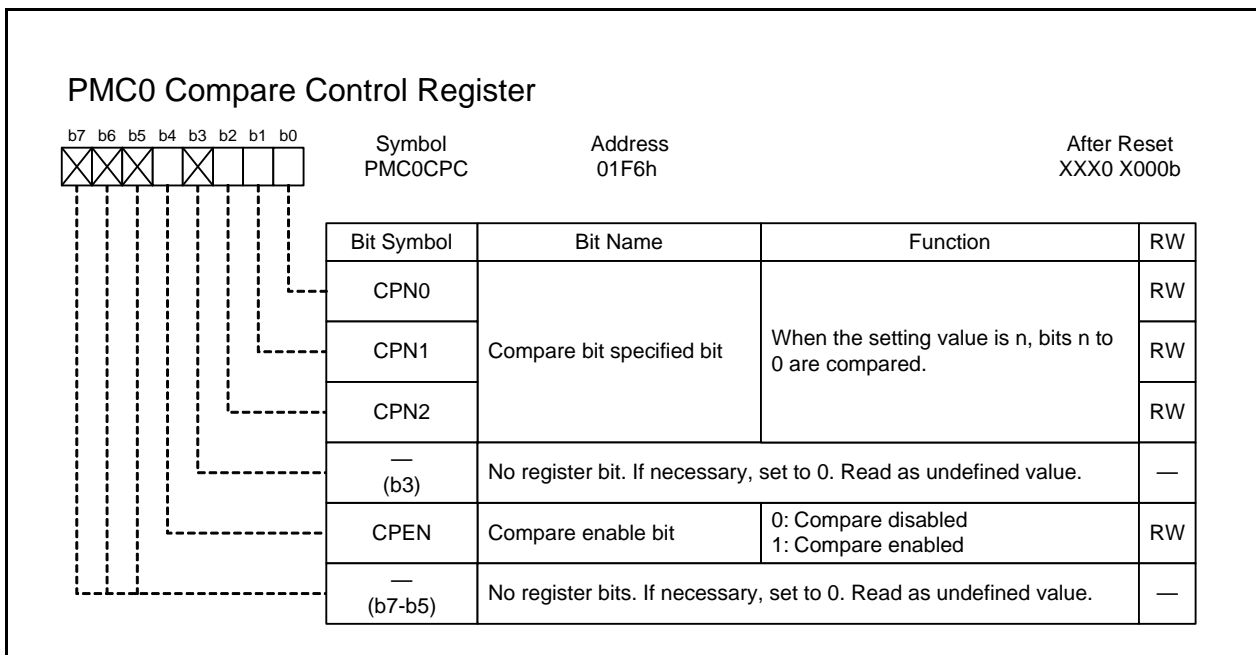 PMC0 Compare Control Register
b7 b6 b5 b4 b3 b2 b1 b0
Symbol Address After Reset
PMC0CPC 01F6h XXX0 X000b
Bit Symbol Bit Name Function RW
CPN0 RW
CPN1 Compare bit specified bit When the setting value is n, bits n to RW
0 are compared.
CPN2 RW
—
(b3) No register bit. If necessary, set to 0. Read as undefined value. —
CPEN Compare enable bit 0: Compare disabled RW
1: Compare enabled
—
(b7-b5) No register bits. If necessary, set to 0. Read as undefined value. —